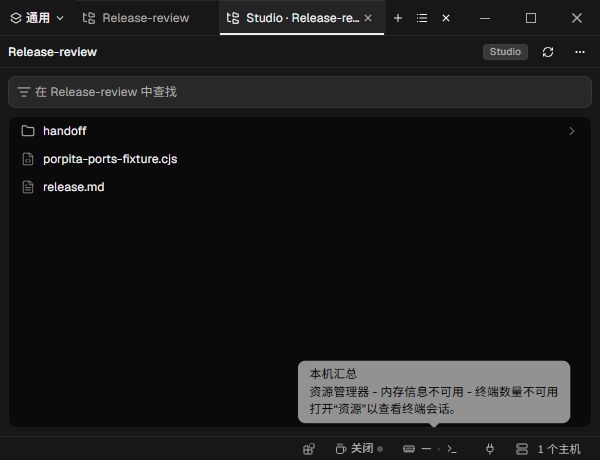 通用
Release-review
Studio · Release-re...
Release-review
Studio
在 Release-review 中查找
handoff
porpita-ports-fixture.cjs
release.md
本机汇总
资源管理器 - 内存信息不可用 - 终端数量不可用
打开“资源”以查看终端会话。
关闭
— ·
1 个主机